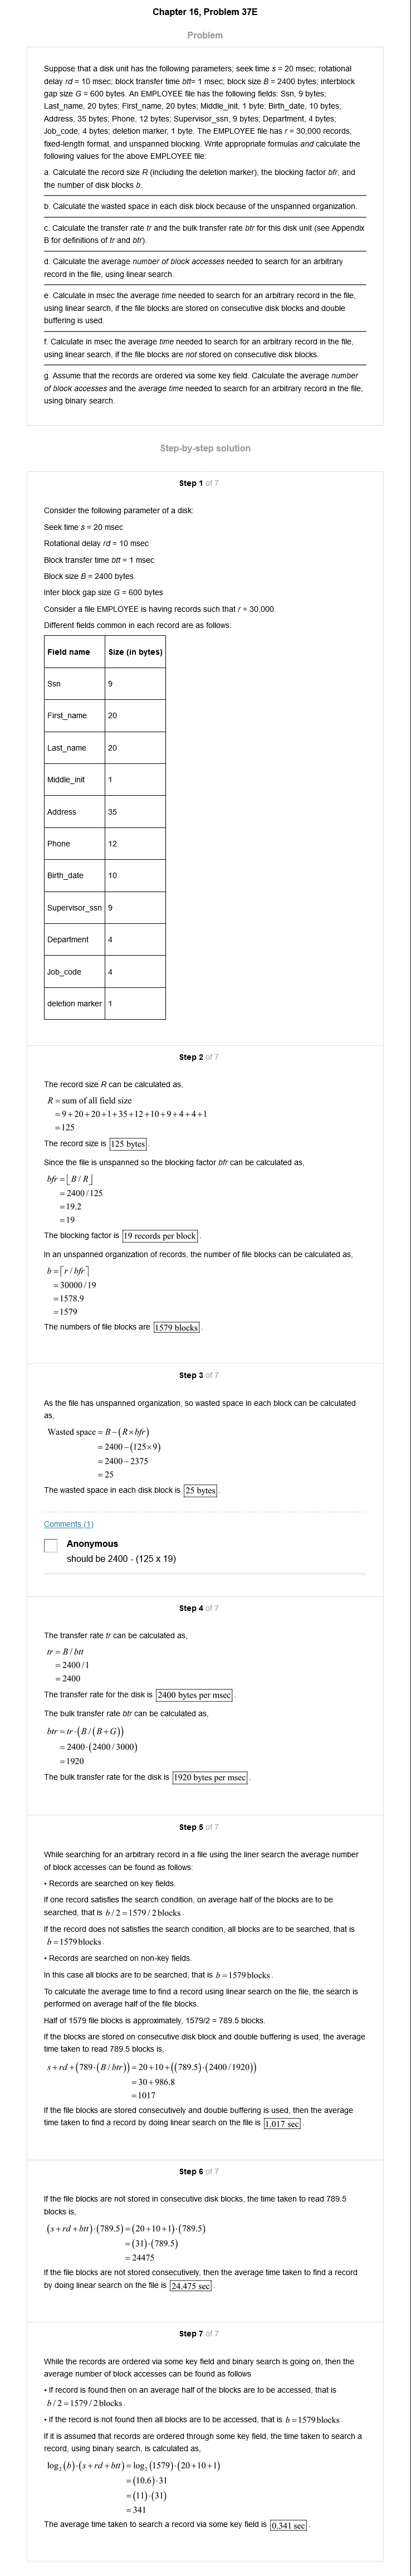 Chapter 16, Problem 37E
Problem
Suppose that a disk unit has the following parameters; seek time s = 20 msec; rotational
delay rd = 10 msec; block transfer time btt= 1 msec; block size B = 2400 bytes; interblock
gap size G = 600 bytes. An EMPLOYEE file has the following fields: Ssn, 9 bytes;
Last_name, 20 bytes; First_name, 20 bytes; Middle_init, 1 byte; Birth_date, 10 bytes;
Address, 35 bytes; Phone, 12 bytes; Supervisor_ssn, 9 bytes; Department, 4 bytes;
Job_code, 4 bytes; deletion marker, 1 byte. The EMPLOYEE file has r = 30,000 records,
fixed-length format, and unspanned blocking. Write appropriate formulas and calculate the
following values for the above EMPLOYEE file:
a. Calculate the record size R (including the deletion marker), the blocking factor bfr, and
the number of disk blocks b.
b. Calculate the wasted space in each disk block because of the unspanned organization.
c. Calculate the transfer rate tr and the bulk transfer rate btr for this disk unit (see Appendix
B for definitions of tr and btr).
d. Calculate the average number of block accesses needed to search for an arbitrary
record in the file, using linear search.
e. Calculate in msec the average time needed to search for an arbitrary record in the file,
using linear search, if the file blocks are stored on consecutive disk blocks and double
buffering is used.
f. Calculate in msec the average time needed to search for an arbitrary record in the file,
using linear search, if the file blocks are not stored on consecutive disk blocks.
g. Assume that the records are ordered via some key field. Calculate the average number
of block accesses and the average time needed to search for an arbitrary record in the file,
using binary search.
Step-by-step solution
Step 1 of 7
Consider the following parameter of a disk:
Seek time s = 20 msec
Rotational delay rd = 10 msec
Block transfer time btt = 1 msec
Block size B = 2400 bytes
Inter block gap size G = 600 bytes
Consider a file EMPLOYEE is having records such that r = 30,000.
Different fields common in each record are as follows:
Field name Size (in bytes)
Ssn 9
First_name 20
Last_name 20
Middle_init 1
Address 35
Phone 12
Birth_date 10
Supervisor_ssn 9
Department 4
Job_code 4
deletion marker 1
Step 2 of 7
The record size R can be calculated as,
R = sum of all field size
= 9+20+20+1+35+12+10+9+4+4+1
= 125
The record size is 125 bytes.
Since the file is unspanned so the blocking factor bfr can be calculated as,
bfr = ⌊B / R⌋
= 2400/125
= 19.2
= 19
The blocking factor is 19 records per block.
In an unspanned organization of records, the number of file blocks can be calculated as,
b = ⌈r / bfr⌉
= 30000/19
= 1578.9
= 1579
The numbers of file blocks are 1579 blocks.
Step 3 of 7
As the file has unspanned organization, so wasted space in each block can be calculated
as,
Wasted space = B−(R×bfr)
= 2400−(125×9)
= 2400−2375
= 25
The wasted space in each disk block is 25 bytes.
Comments (1)
Anonymous
should be 2400 - (125 x 19)
Step 4 of 7
The transfer rate tr can be calculated as,
tr = B / btt
= 2400/1
= 2400
The transfer rate for the disk is 2400 bytes per msec.
The bulk transfer rate btr can be calculated as,
btr = tr·(B/(B+G))
= 2400·(2400/3000)
= 1920
The bulk transfer rate for the disk is 1920 bytes per msec.
Step 5 of 7
While searching for an arbitrary record in a file using the liner search the average number
of block accesses can be found as follows:
• Records are searched on key fields.
If one record satisfies the search condition, on average half of the blocks are to be
searched, that is b/2 = 1579/2 blocks.
If the record does not satisfies the search condition, all blocks are to be searched, that is
b = 1579 blocks.
• Records are searched on non-key fields.
In this case all blocks are to be searched, that is b = 1579 blocks.
To calculate the average time to find a record using linear search on the file, the search is
performed on average half of the file blocks.
Half of 1579 file blocks is approximately, 1579/2 = 789.5 blocks.
If the blocks are stored on consecutive disk block and double buffering is used, the average
time taken to read 789.5 blocks is,
s+rd+(789·(B/btr)) = 20+10+((789.5)·(2400/1920))
= 30+986.8
= 1017
If the file blocks are stored consecutively and double buffering is used, then the average
time taken to find a record by doing linear search on the file is 1.017 sec.
Step 6 of 7
If the file blocks are not stored in consecutive disk blocks, the time taken to read 789.5
blocks is,
(s+rd+btt)·(789.5) = (20+10+1)·(789.5)
= (31)·(789.5)
= 24475
If the file blocks are not stored consecutively, then the average time taken to find a record
by doing linear search on the file is 24.475 sec.
Step 7 of 7
While the records are ordered via some key field and binary search is going on, then the
average number of block accesses can be found as follows
• If record is found then on average half of the blocks are to be accessed, that is
b/2 = 1579/2 blocks.
• If the record is not found then all blocks are to be accessed, that is b = 1579 blocks.
If it is assumed that records are ordered through some key field, the time taken to search a
record, using binary search, is calculated as,
log₂(b)·(s+rd+btt) = log₂(1579)·(20+10+1)
= (10.6)·31
= (11)·(31)
= 341
The average time taken to search a record via some key field is 0.341 sec.